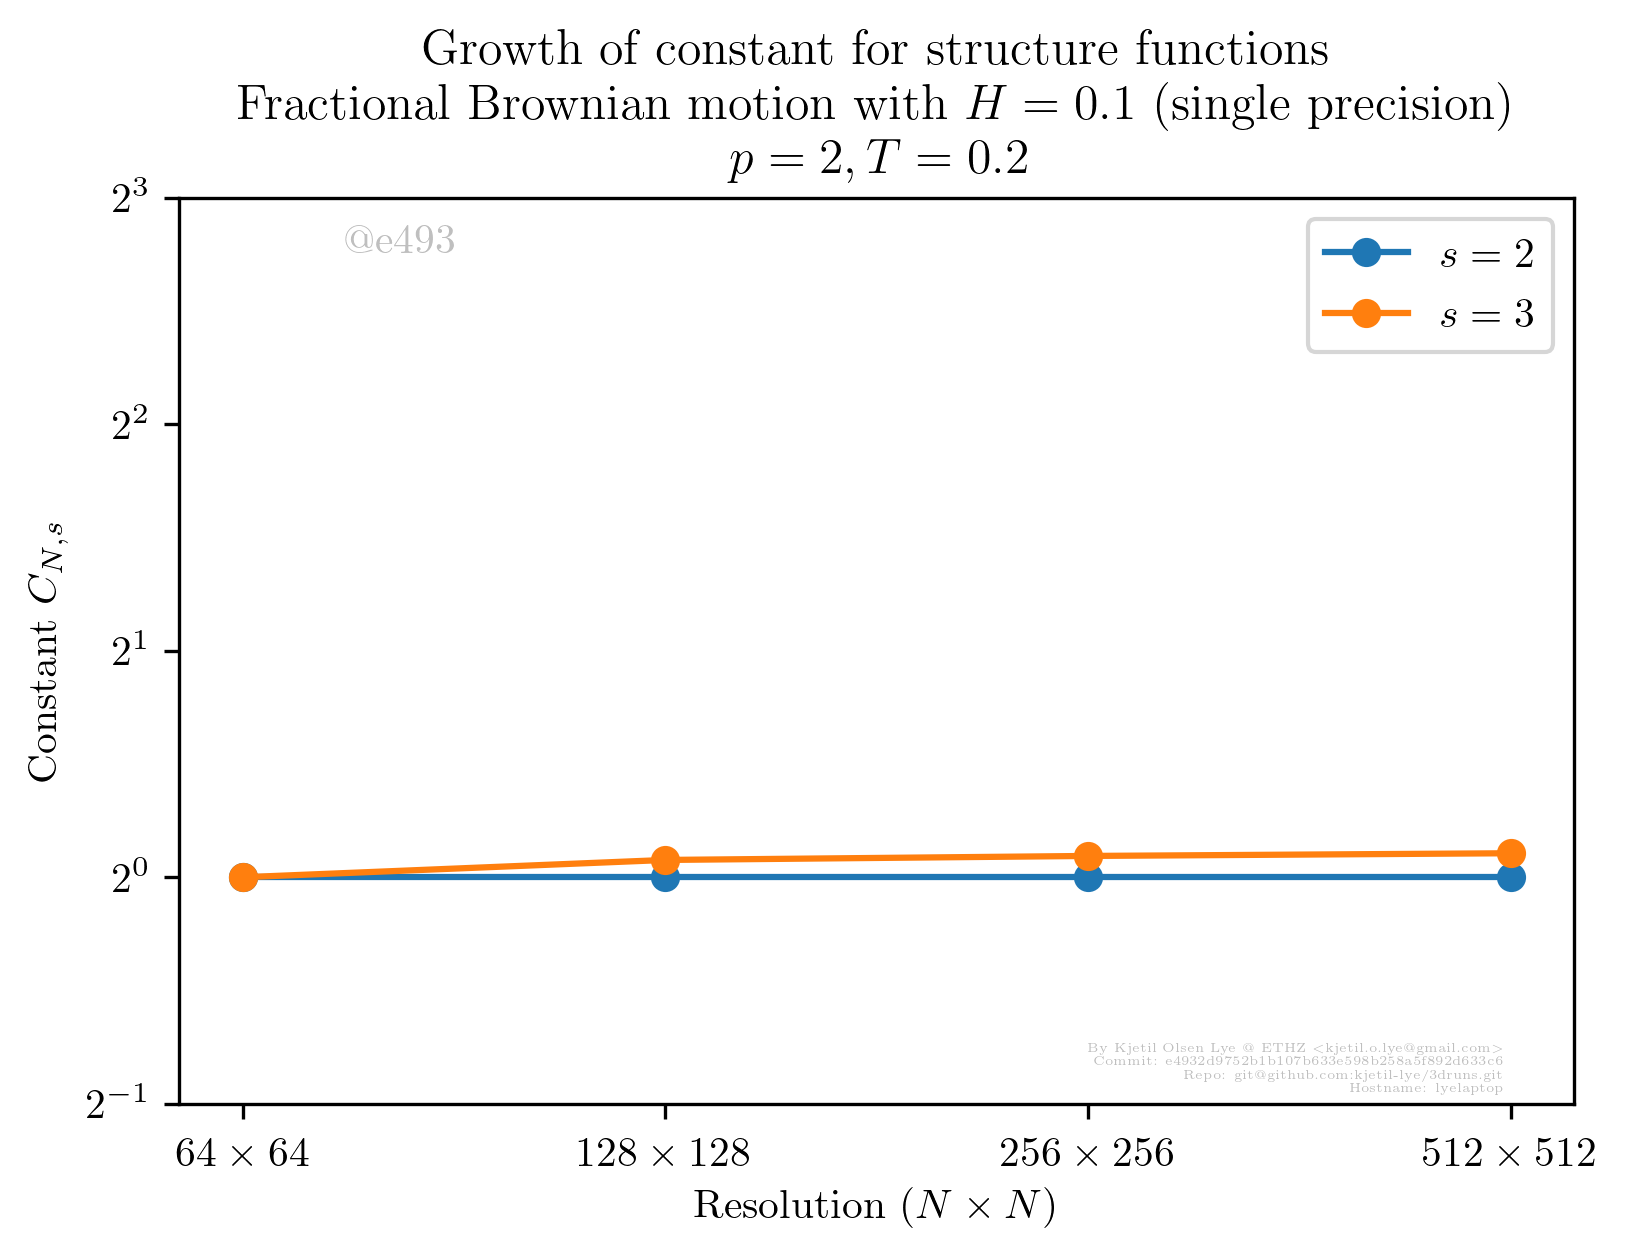 Growth of constant for structure functions
Fractional Brownian motion with H = 0.1 (single precision)
p = 2, T = 0.2
@e493
s = 2
s = 3
2^3
2^2
2^1
2^0
2^{-1}
Constant C_{N,s}
By Kjetil Olsen Lye @ ETHZ <kjetil.o.lye@gmail.com>
Commit: e4932d9752b1b107b633e598b258a5f892d633c6
Repo: git@github.com:kjetil-lye/3druns.git
Hostname: lyelaptop
64 × 64
128 × 128
256 × 256
512 × 512
Resolution (N × N)